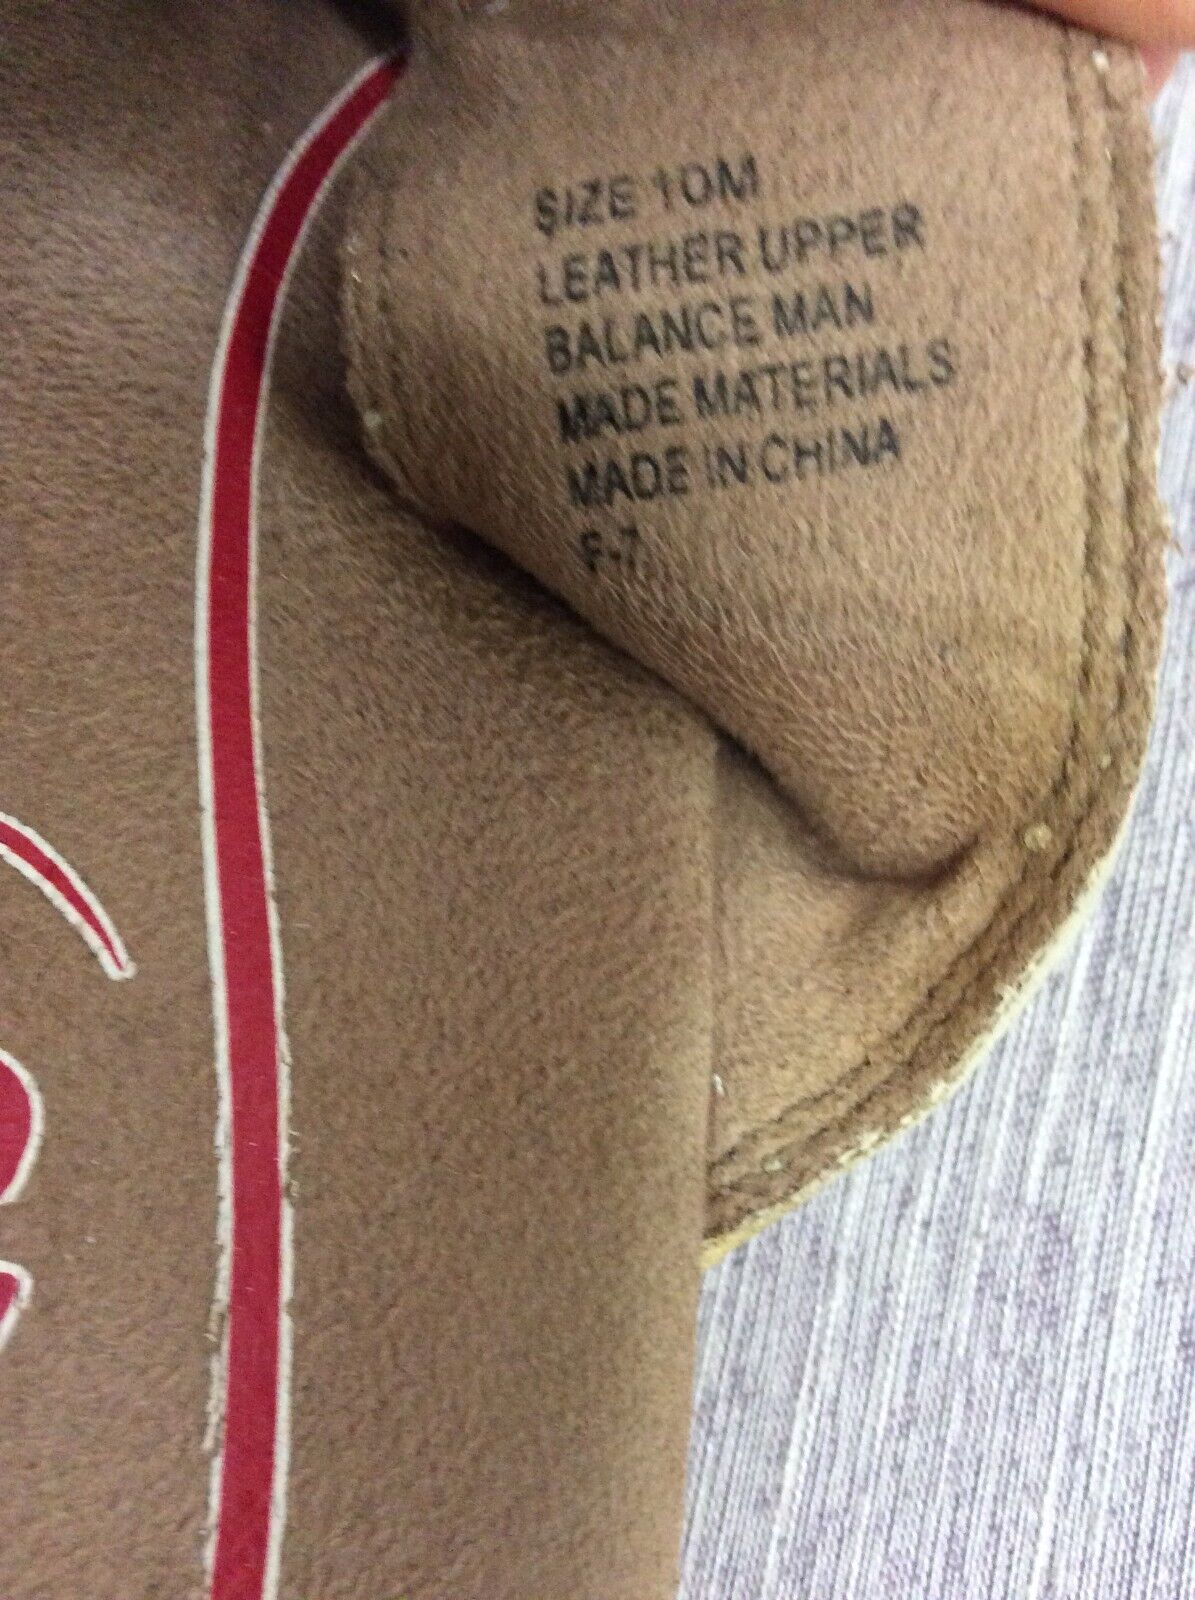 SIZE 10M
LEATHER UPPER
BALANCE MAN
MADE MATERIALS
MADE IN CHINA
F-7